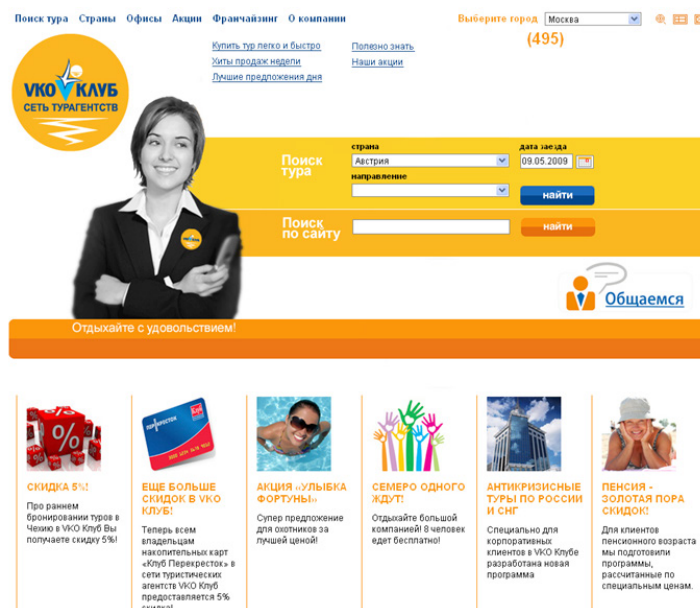 Поиск тура Страны Офисы Акции Франчайзинг О компании
Выберите город Москва
(495)
Купить тур легко и быстро
Хиты продаж недели
Лучшие предложения дня
Полезно знать
Наши акции
VKO КЛУБ
СЕТЬ ТУРАГЕНТСТВ
Поиск
тура
страна
Австрия
дата заезда
09.05.2009
направление
найти
Поиск
по сайту
найти
VKO КЛУБ
Общаемся
Отдыхайте с удовольствием!
%
СКИДКА 5%!
Про раннем
бронировании туров в
Чехию в VKO Клуб Вы
получаете скидку 5%!
ПЕРЕКРЕСТОК
Клуб
ЕЩЕ БОЛЬШЕ
СКИДОК В VKO
КЛУБ!
Теперь всем
владельцам
накопительных карт
«Клуб Перекресток» в
сети туристических
агентств VKO Клуб
предоставляется 5%
скидка!
АКЦИЯ «УЛЫБКА
ФОРТУНЫ»
Супер предложение
для охотников за
лучшей ценой!
СЕМЕРО ОДНОГО
ЖДУТ!
Отдыхайте большой
компанией! 8 человек
едет бесплатно!
АНТИКРИЗИСНЫЕ
ТУРЫ ПО РОССИИ
И СНГ
Специально для
корпоративных
клиентов в VKO Клубе
разработана новая
программа
ПЕНСИЯ -
ЗОЛОТАЯ ПОРА
СКИДОК!
Для клиентов
пенсионного возраста
мы подготовили
программы,
рассчитанные по
специальным ценам.